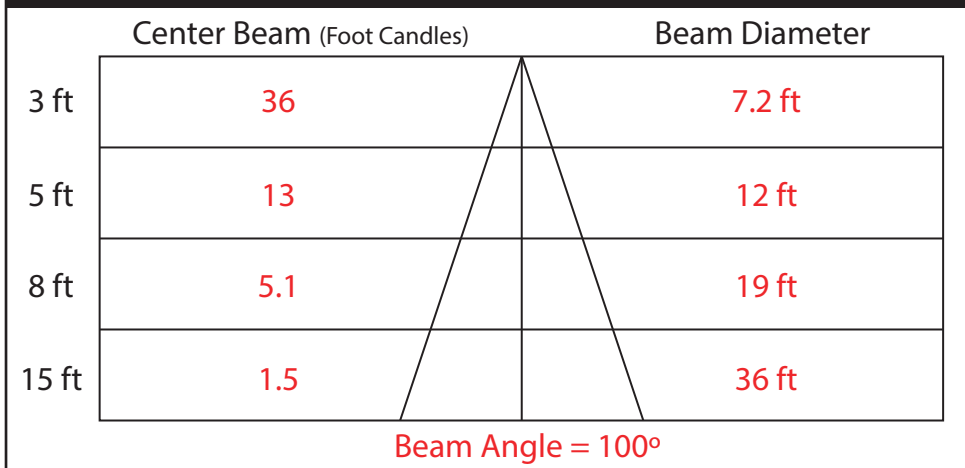 Center Beam (Foot Candles) Beam Diameter
3 ft 36 7.2 ft
5 ft 13 12 ft
8 ft 5.1 19 ft
15 ft 1.5 36 ft
Beam Angle = 100º